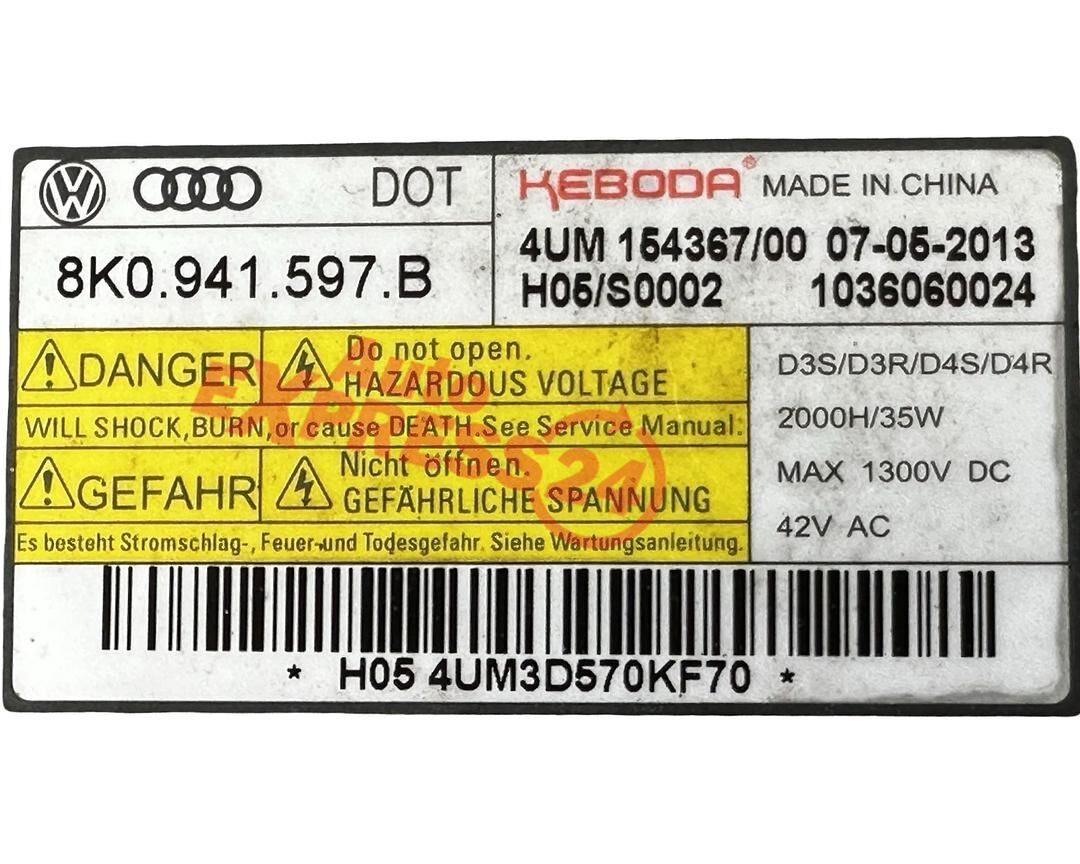 DOT
8K0.941.597.B
KEBODA® MADE IN CHINA
4UM 154367/00 07-05-2013
H05/S0002 1036060024
DANGER
Do not open.
HAZARDOUS VOLTAGE
WILL SHOCK, BURN, or cause DEATH. See Service Manual.
GEFAHR
Nicht öffnen.
GEFÄHRLICHE SPANNUNG
Es besteht Stromschlag-, Feuer-und Todesgefahr. Siehe Wartungsanleitung.
D3S/D3R/D4S/D4R
2000H/35W
MAX 1300V DC
42V AC
* H05 4UM3D570KF70 *
Auto
EXPRESS24